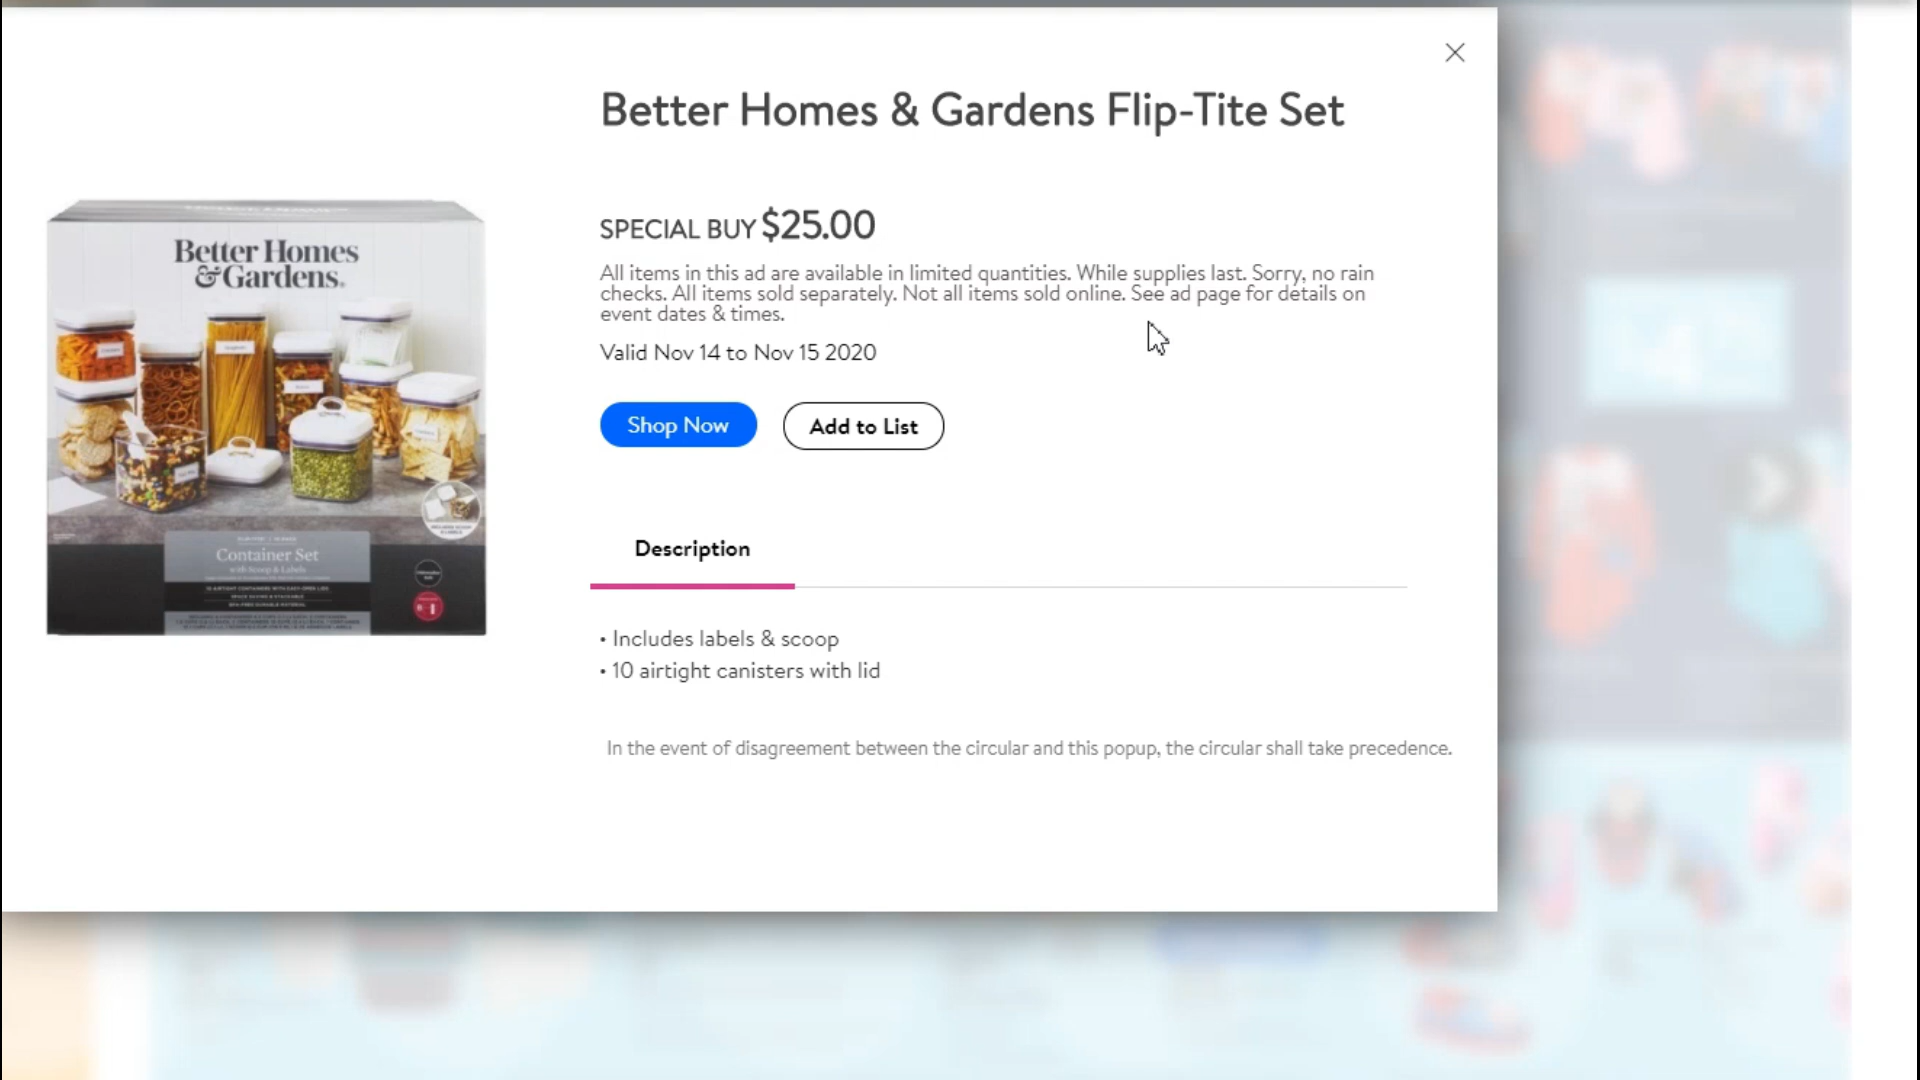 Better Homes & Gardens Flip-Tite Set
SPECIAL BUY $25.00
All items in this ad are available in limited quantities. While supplies last. Sorry, no rain
checks. All items sold separately. Not all items sold online. See ad page for details on
event dates & times.
Valid Nov 14 to Nov 15 2020
Shop Now
Add to List
Better Homes
& Gardens.
Container Set
with Scoop & Labels
Description
• Includes labels & scoop
• 10 airtight canisters with lid
In the event of disagreement between the circular and this popup, the circular shall take precedence.